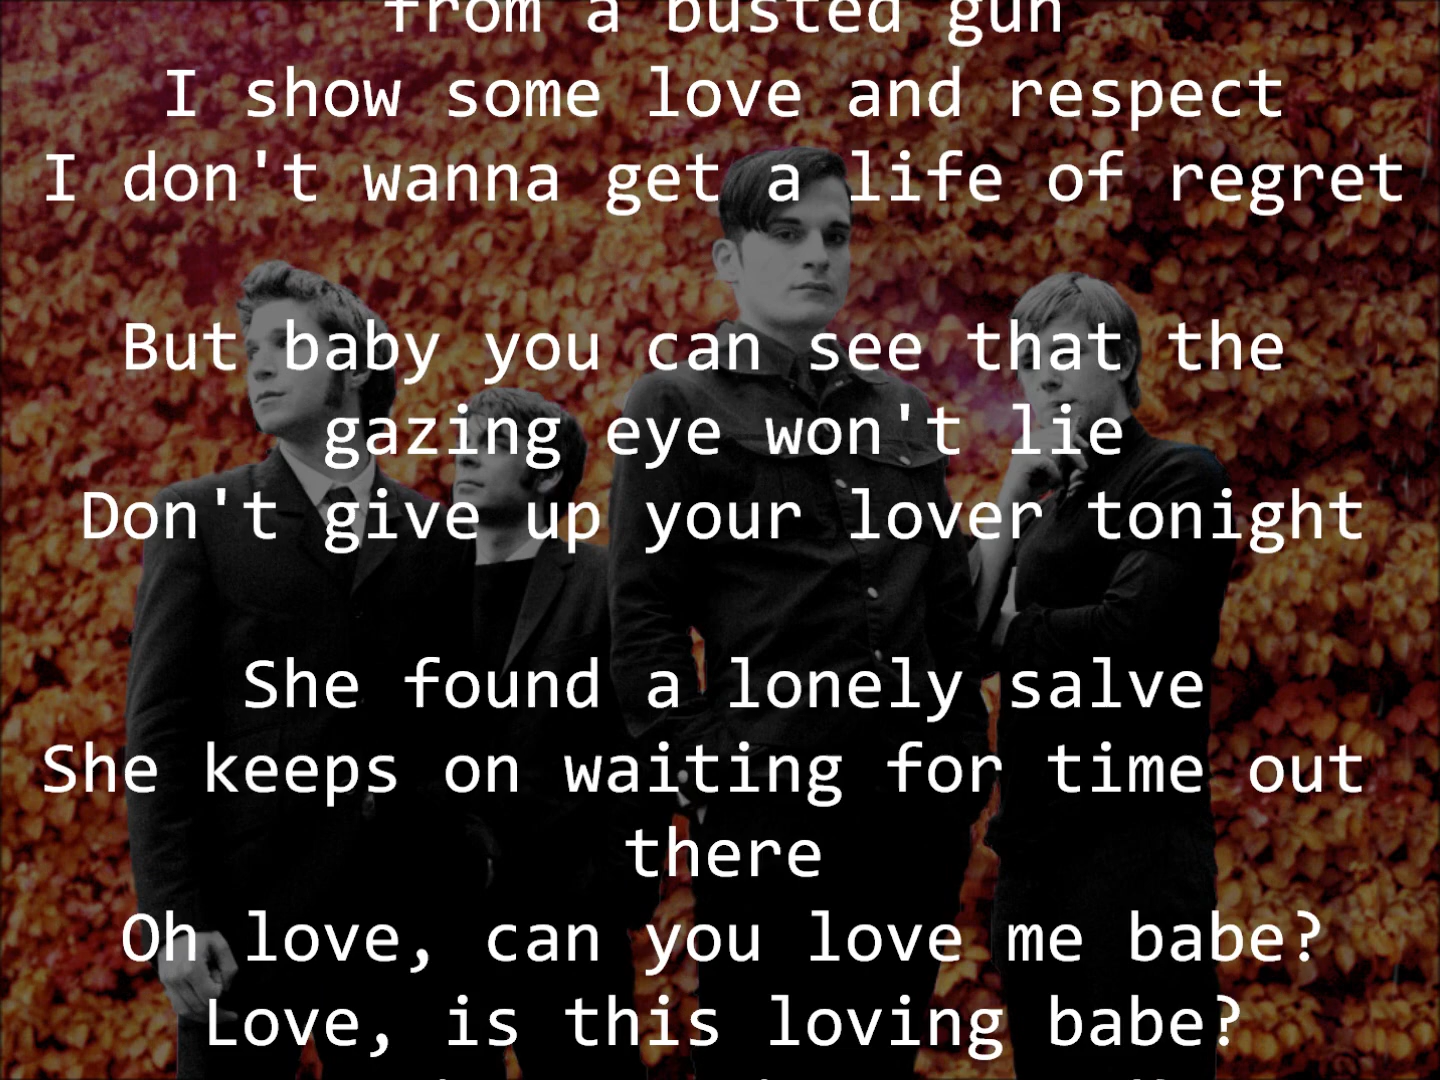 from a busted gun
I show some love and respect
I don't wanna get a life of regret
But baby you can see that the
gazing eye won't lie
Don't give up your lover tonight
She found a lonely salve
She keeps on waiting for time out
there
Oh love, can you love me babe?
Love, is this loving babe?